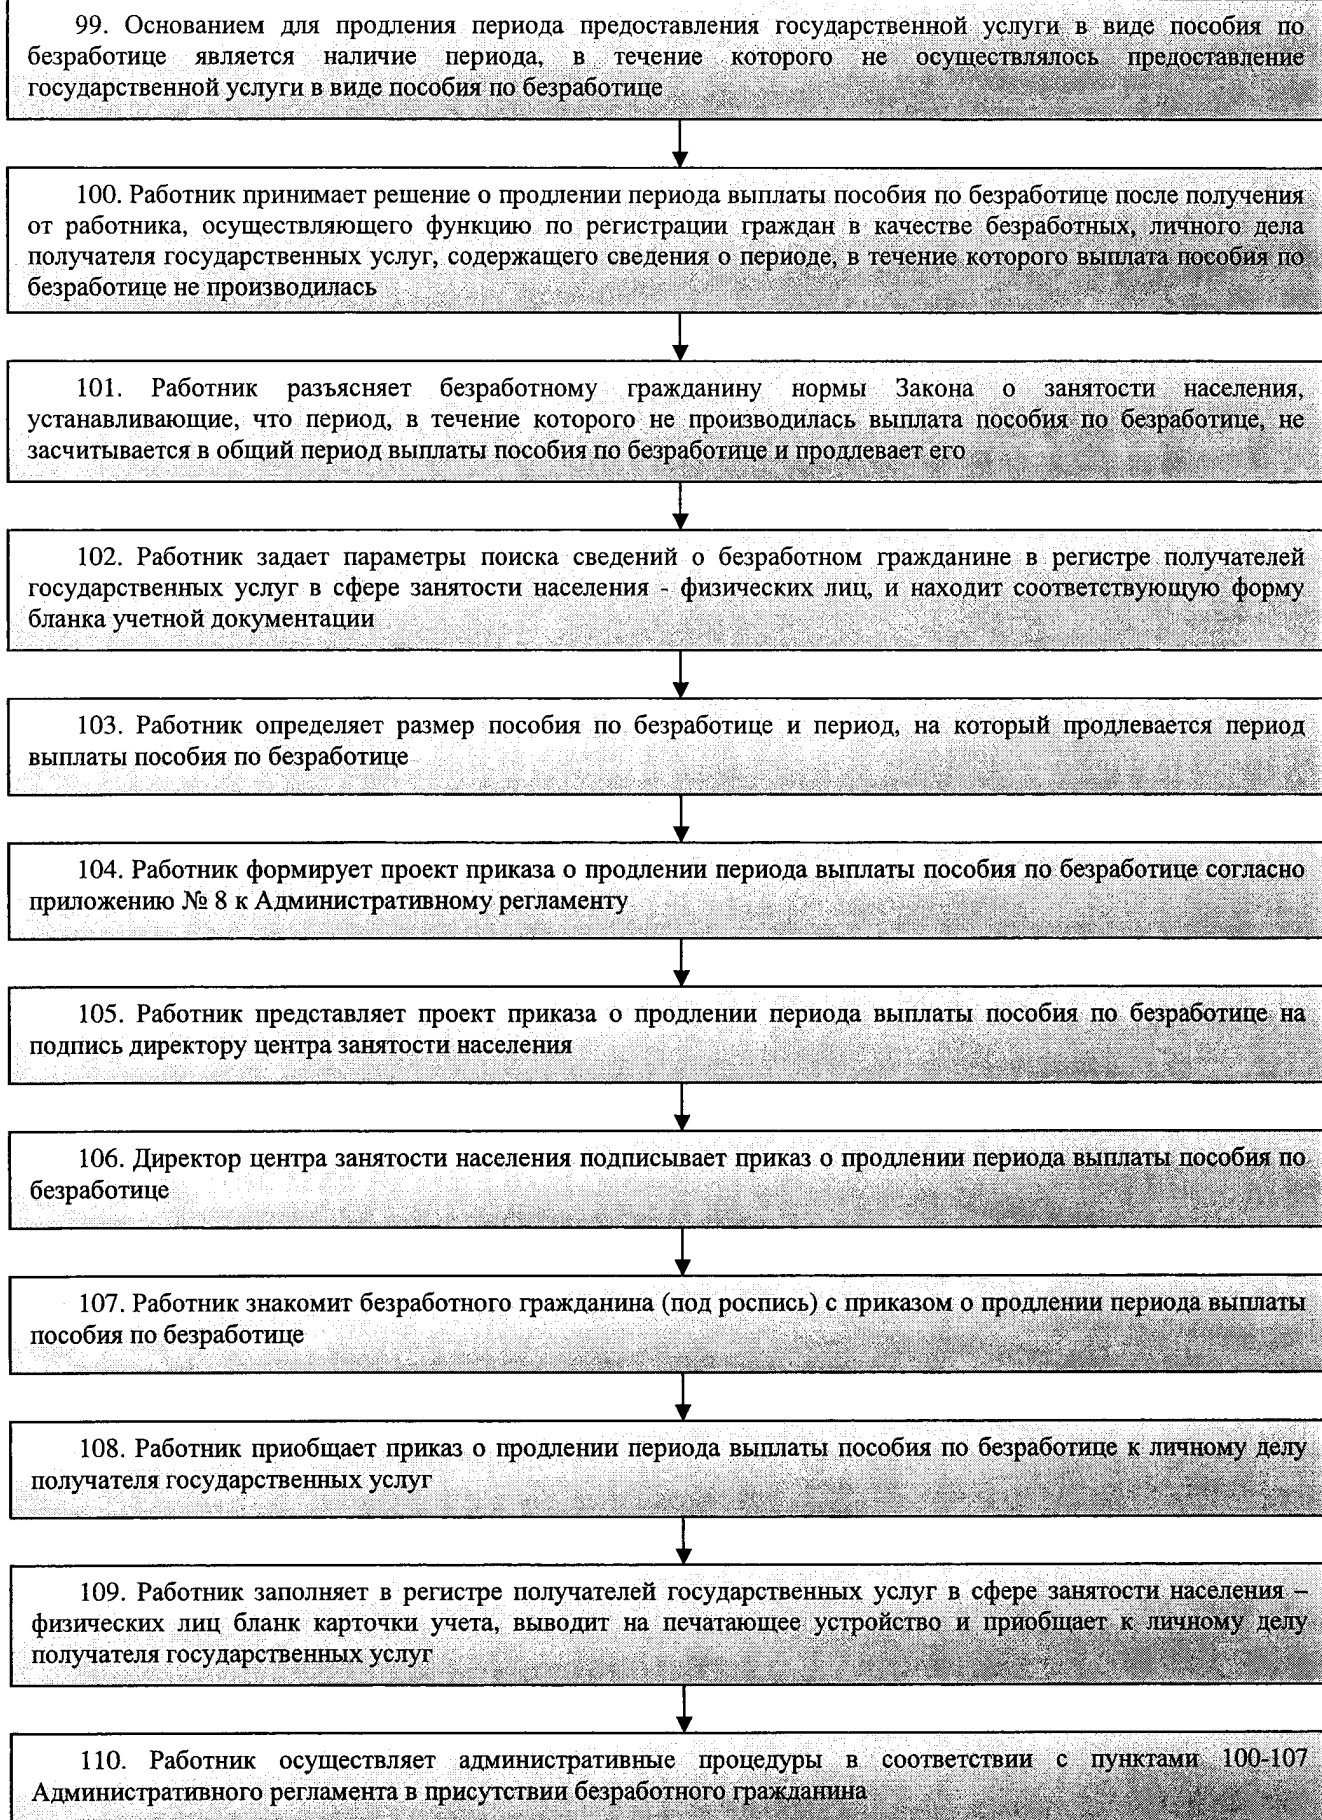 99. Основанием для продления периода предоставления государственной услуги в виде пособия по
безработице является наличие периода, в течение которого не осуществлялось предоставление
государственной услуги в виде пособия по безработице
100. Работник принимает решение о продлении периода выплаты пособия по безработице после получения
от работника, осуществляющего функцию по регистрации граждан в качестве безработных, личного дела
получателя государственных услуг, содержащего сведения о периоде, в течение которого выплата пособия по
безработице не производилась
101. Работник разъясняет безработному гражданину нормы Закона о занятости населения,
устанавливающие, что период, в течение которого не производилась выплата пособия по безработице, не
засчитывается в общий период выплаты пособия по безработице и продлевает его
102. Работник задает параметры поиска сведений о безработном гражданине в регистре получателей
государственных услуг в сфере занятости населения - физических лиц, и находит соответствующую форму
бланка учетной документации
103. Работник определяет размер пособия по безработице и период, на который продлевается период
выплаты пособия по безработице
104. Работник формирует проект приказа о продлении периода выплаты пособия по безработице согласно
приложению № 8 к Административному регламенту
105. Работник представляет проект приказа о продлении периода выплаты пособия по безработице на
подпись директору центра занятости населения
106. Директор центра занятости населения подписывает приказ о продлении периода выплаты пособия по
безработице
107. Работник знакомит безработного гражданина (под роспись) с приказом о продлении периода выплаты
пособия по безработице
108. Работник приобщает приказ о продлении периода выплаты пособия по безработице к личному делу
получателя государственных услуг
109. Работник заполняет в регистре получателей государственных услуг в сфере занятости населения –
физических лиц бланк карточки учета, выводит на печатающее устройство и приобщает к личному делу
получателя государственных услуг
110. Работник осуществляет административные процедуры в соответствии с пунктами 100-107
Административного регламента в присутствии безработного гражданина